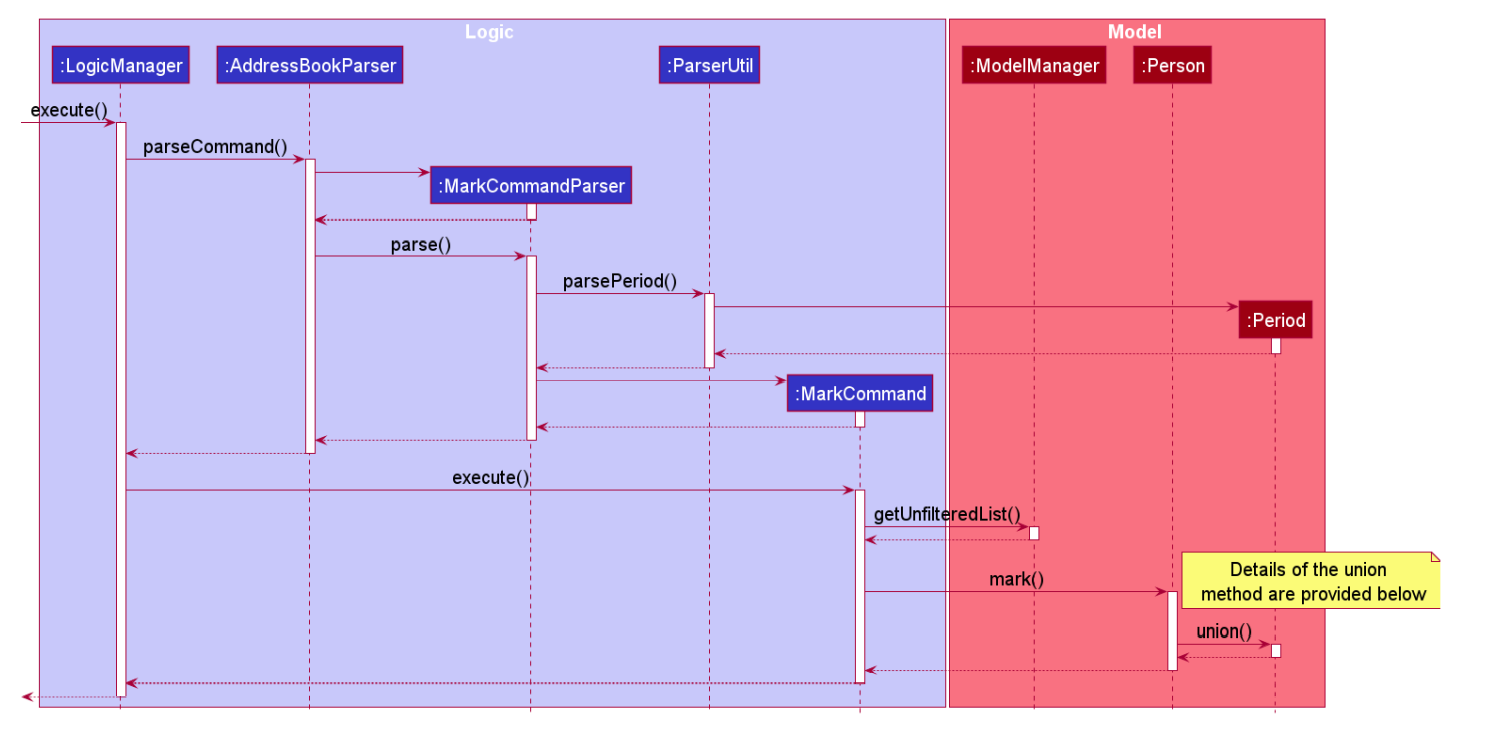 Logic
Model
:LogicManager
:AddressBookParser
:ParserUtil
:ModelManager
:Person
execute()
parseCommand()
:MarkCommandParser
parse()
parsePeriod()
:Period
:MarkCommand
execute()
getUnfilteredList()
Details of the union
method are provided below
mark()
union()